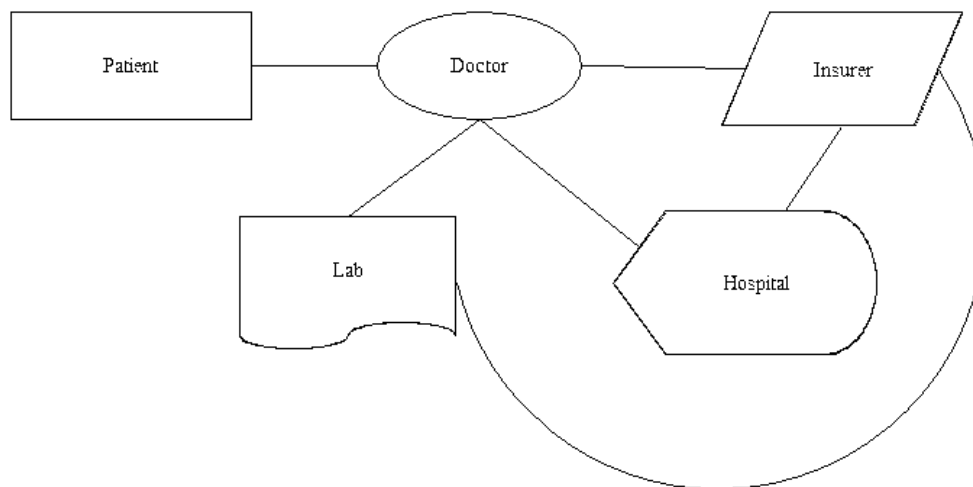 Patient
Doctor
Insurer
Lab
Hospital